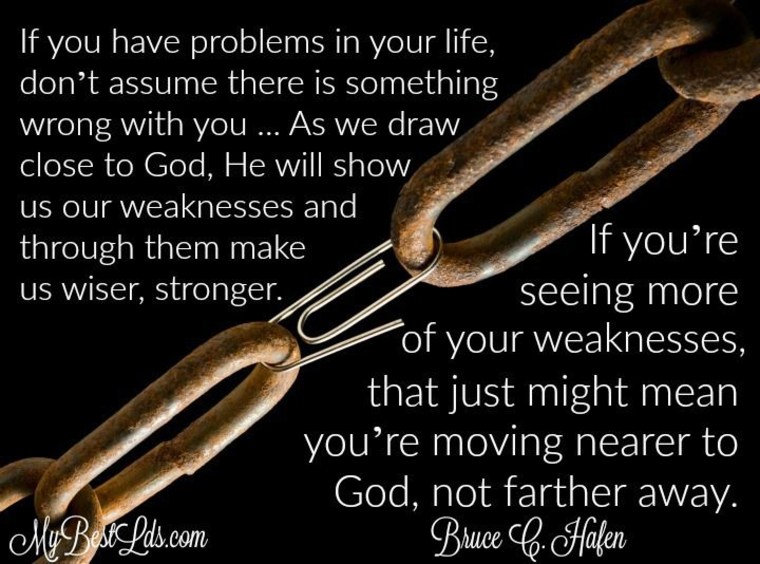 If you have problems in your life,
don’t assume there is something
wrong with you ... As we draw
close to God, He will show
us our weaknesses and
through them make
us wiser, stronger.
If you’re
seeing more
of your weaknesses,
that just might mean
you’re moving nearer to
God, not farther away.
MyBestLds.com
Bruce C. Hafen